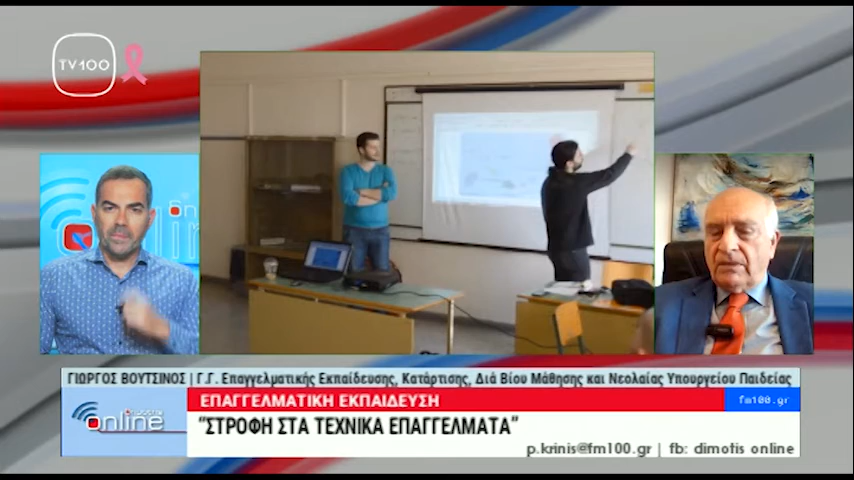 TV100
online
ΓΙΩΡΓΟΣ ΒΟΥΤΣΙΝΟΣ | Γ.Γ. Επαγγελματικής Εκπαίδευσης, Κατάρτισης, Διά Βίου Μάθησης και Νεολαίας Υπουργείου Παιδείας
ΕΠΑΓΓΕΛΜΑΤΙΚΗ ΕΚΠΑΙΔΕΥΣΗ
fm100.gr
online
"ΣΤΡΟΦΗ ΣΤΑ ΤΕΧΝΙΚΑ ΕΠΑΓΓΕΛΜΑΤΑ"
p.krinis@fm100.gr | fb: dimotis online